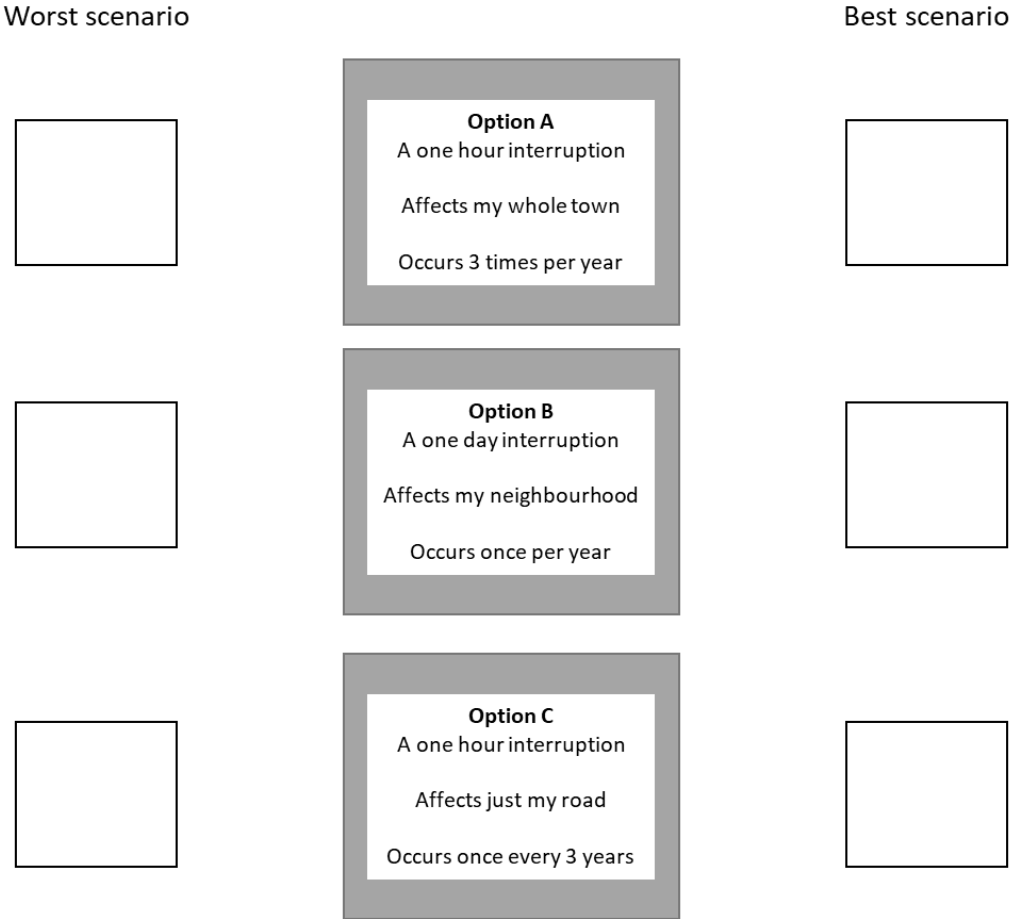 Worst scenario
Best scenario
Option A
A one hour interruption
Affects my whole town
Occurs 3 times per year
Option B
A one day interruption
Affects my neighbourhood
Occurs once per year
Option C
A one hour interruption
Affects just my road
Occurs once every 3 years